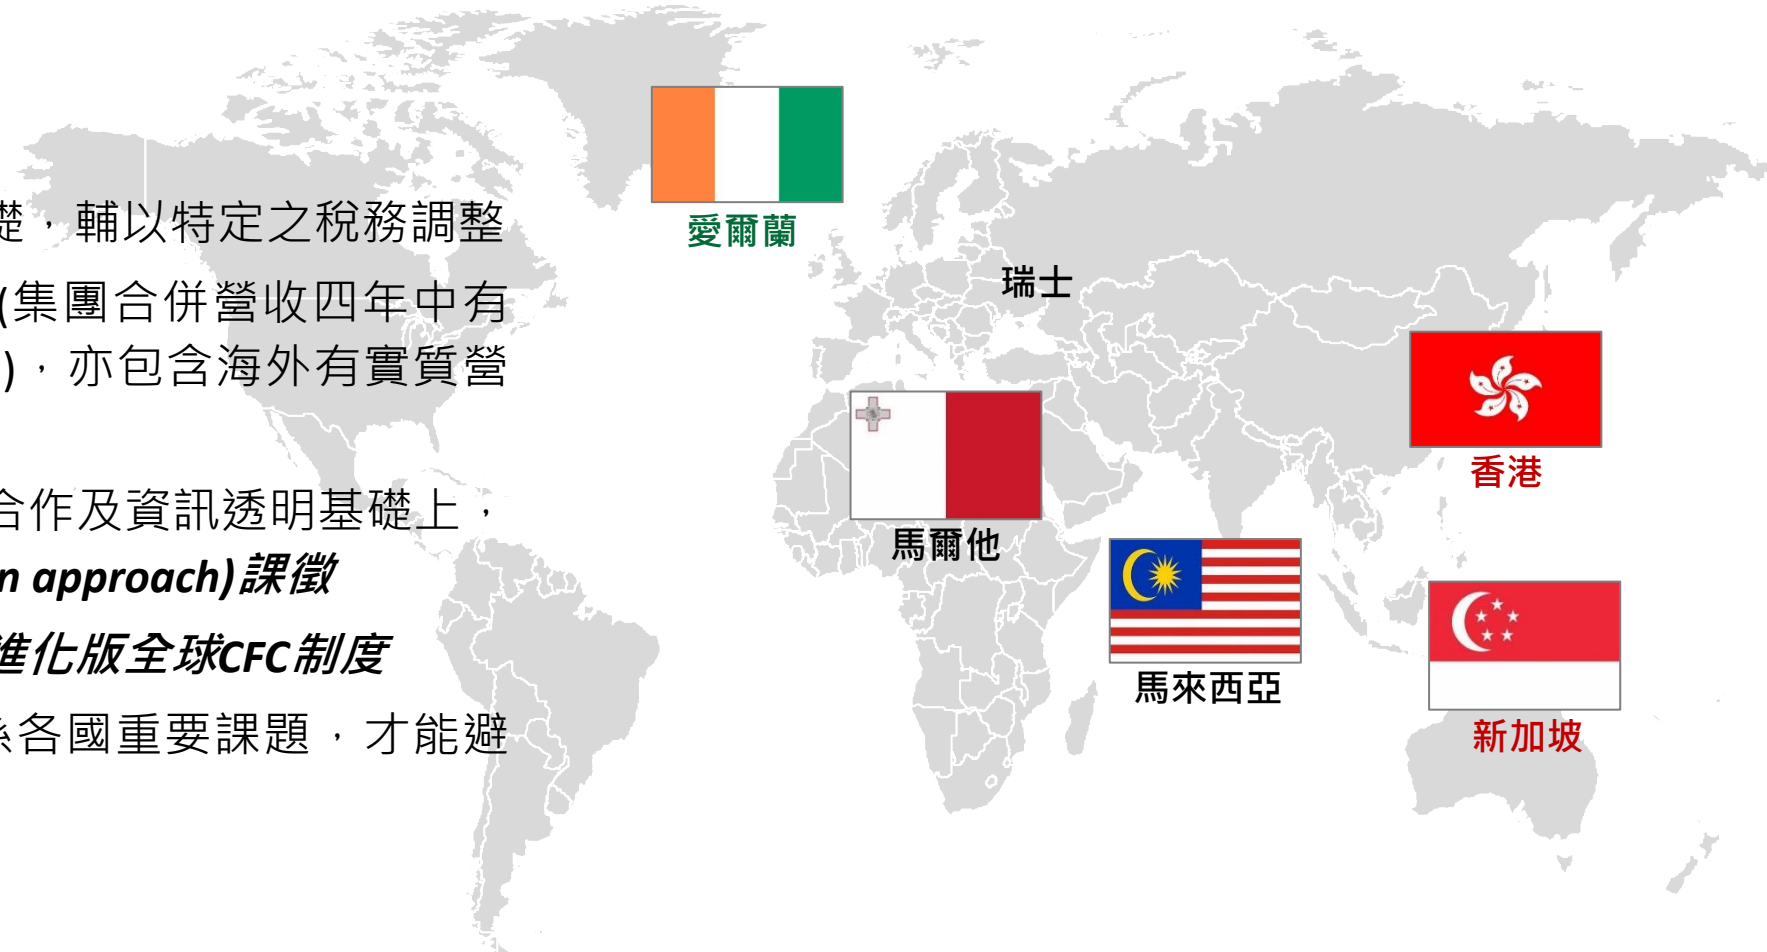 礎，輔以特定之稅務調整
(集團合併營收四年中有
)，亦包含海外有實質營
合作及資訊透明基礎上，
n approach)課徵
進化版全球CFC制度
係各國重要課題，才能避
愛爾蘭
瑞士
香港
馬爾他
馬來西亞
新加坡